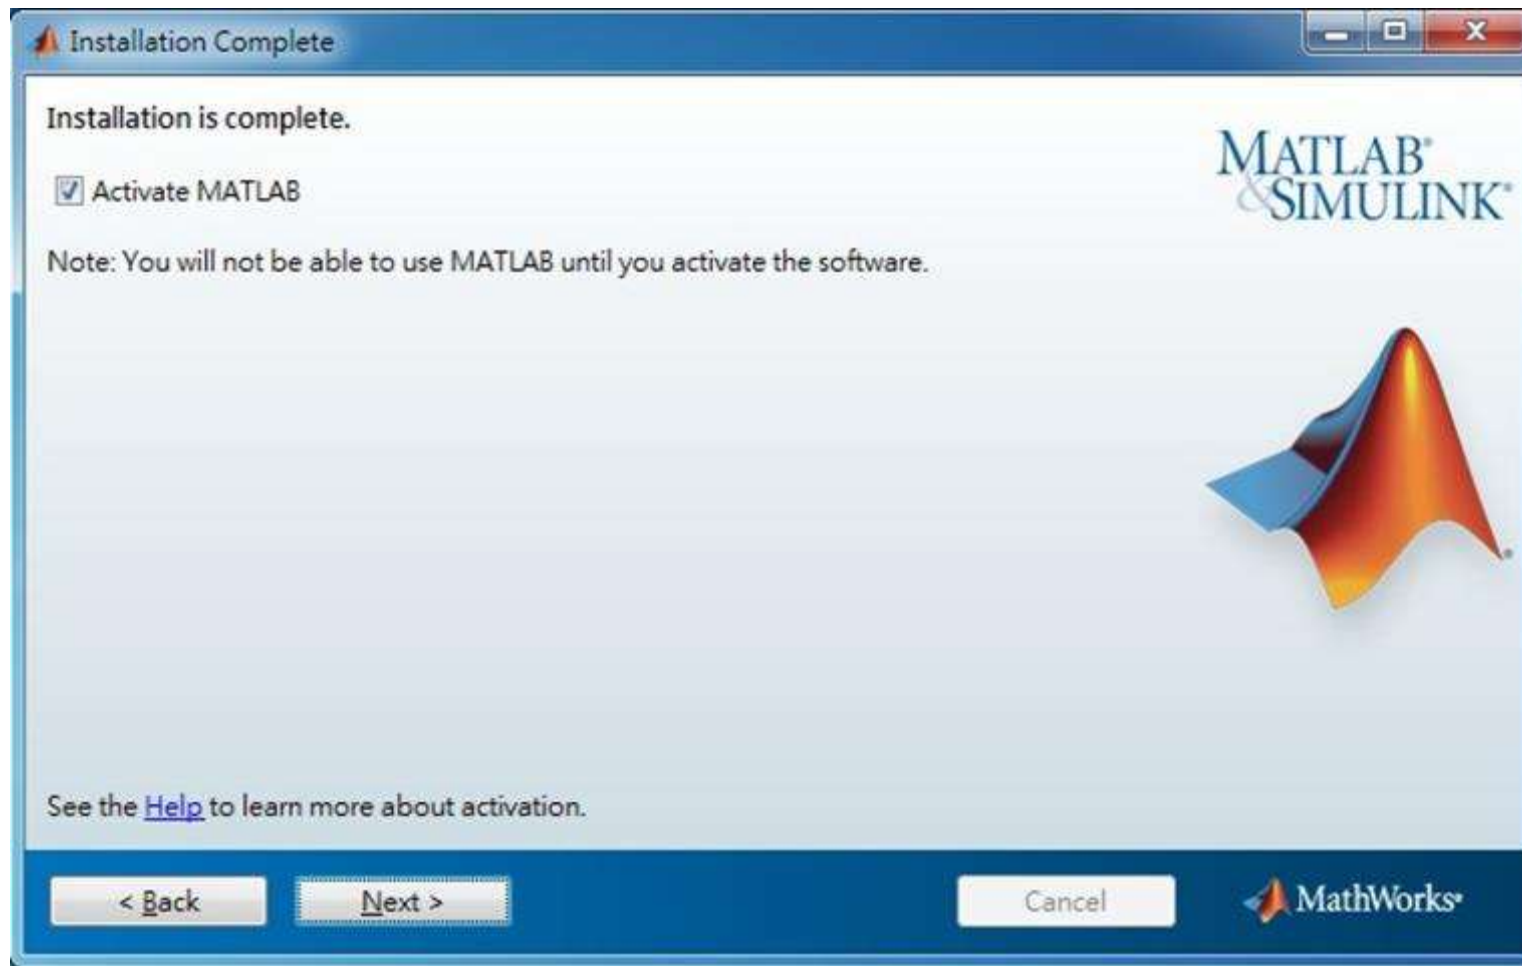 Installation Complete
Installation is complete.
Activate MATLAB
Note: You will not be able to use MATLAB until you activate the software.
MATLAB®
&SIMULINK®
See the Help to learn more about activation.
< Back
Next >
Cancel
MathWorks®